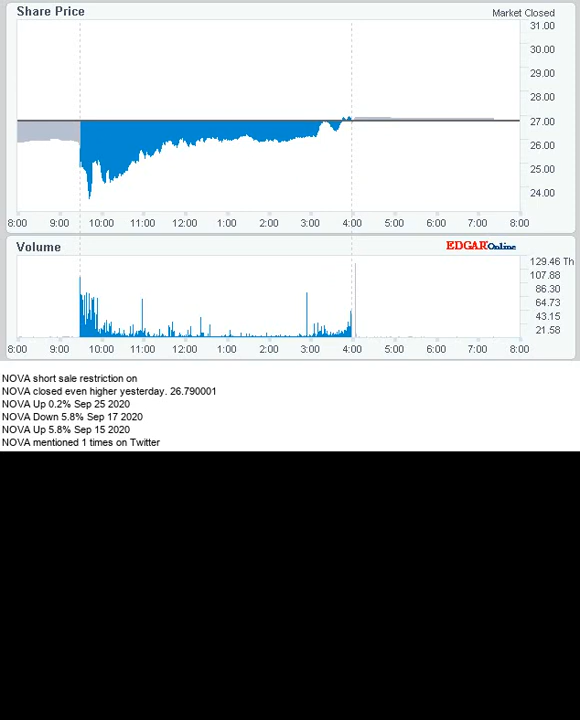 Share Price
Market Closed
31.00
30.00
29.00
28.00
27.00
26.00
25.00
24.00
8:00 9:00 10:00 11:00 12:00 1:00 2:00 3:00 4:00 5:00 6:00 7:00 8:00
Volume
EDGAR Online
129.46 Th
107.88
86.30
64.73
43.15
21.58
8:00 9:00 10:00 11:00 12:00 1:00 2:00 3:00 4:00 5:00 6:00 7:00 8:00
NOVA short sale restriction on
NOVA closed even higher yesterday. 26.790001
NOVA Up 0.2% Sep 25 2020
NOVA Down 5.8% Sep 17 2020
NOVA Up 5.8% Sep 15 2020
NOVA mentioned 1 times on Twitter